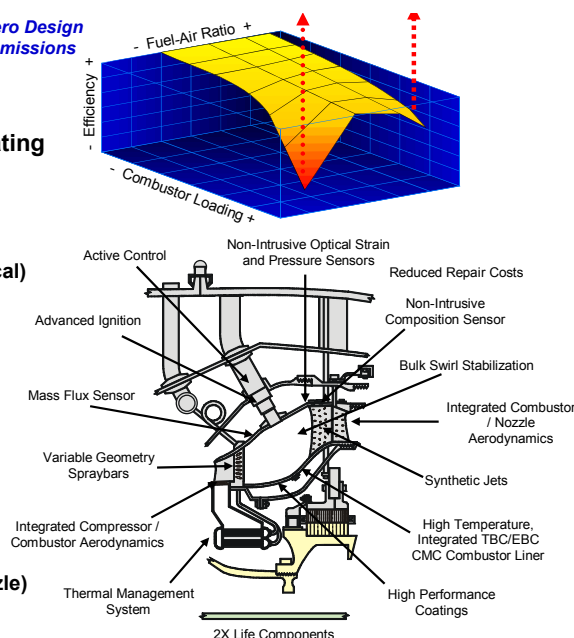 ero Design
missions
- Fuel-Air Ratio +
- Efficiency +
- Combustor Loading +
ating
cal)
Active Control
Non-Intrusive Optical Strain
and Pressure Sensors
Reduced Repair Costs
Advanced Ignition
Non-Intrusive
Composition Sensor
Mass Flux Sensor
Bulk Swirl Stabilization
Integrated Combustor
/ Nozzle
Aerodynamics
Variable Geometry
Spraybars
Synthetic Jets
Integrated Compressor /
Combustor Aerodynamics
High Temperature,
Integrated TBC/EBC
CMC Combustor Liner
zle)
Thermal Management
System
High Performance
Coatings
2X Life Components